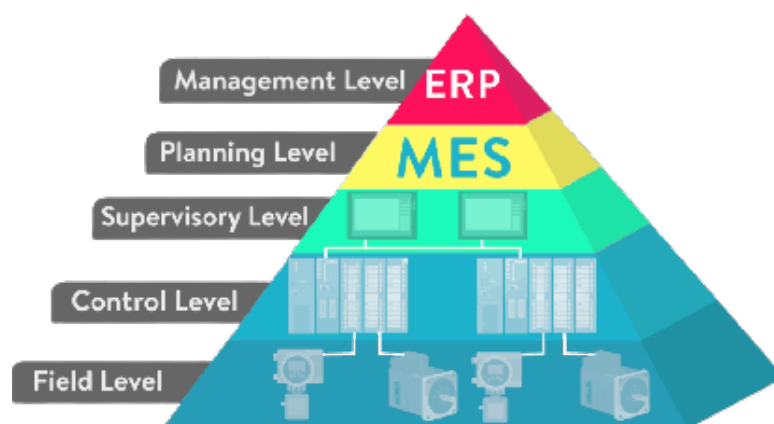 Management Level
ERP
Planning Level
MES
Supervisory Level
Control Level
Field Level